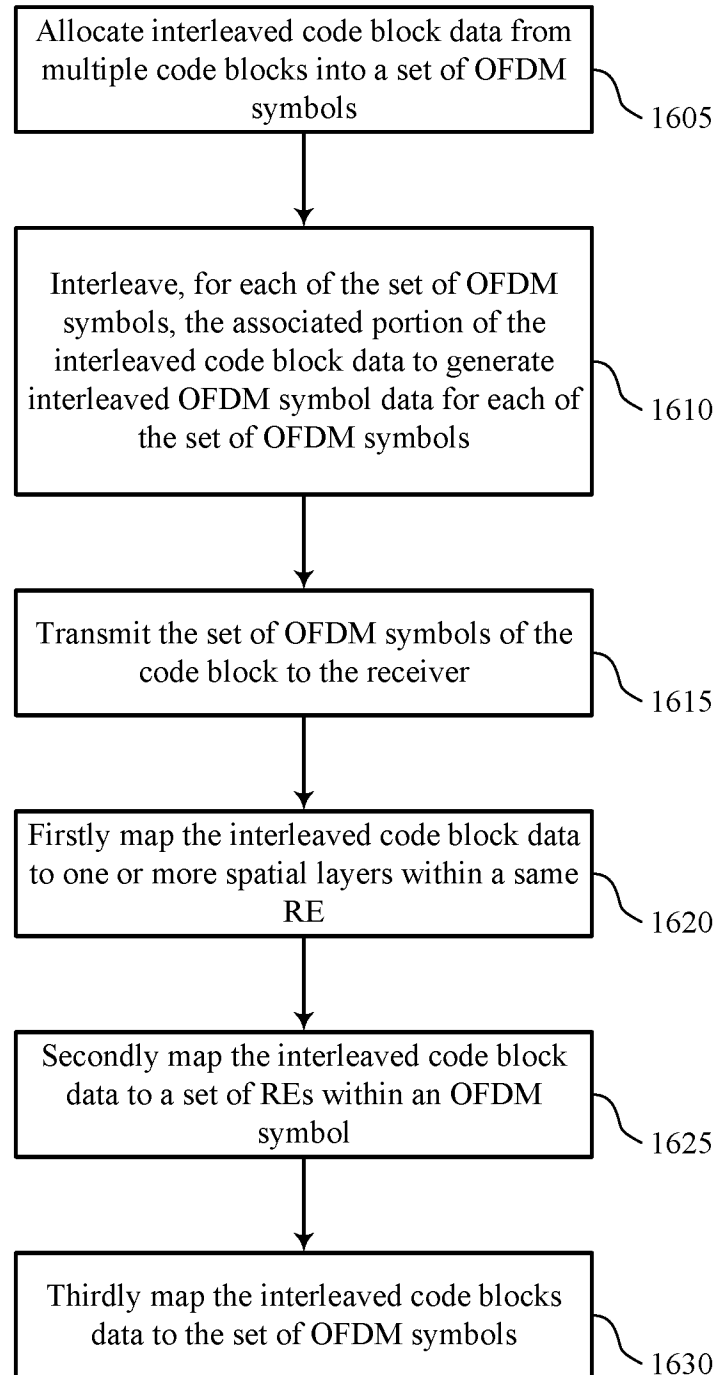 Allocate interleaved code block data from
multiple code blocks into a set of OFDM
symbols
1605
Interleave, for each of the set of OFDM
symbols, the associated portion of the
interleaved code block data to generate
interleaved OFDM symbol data for each of
the set of OFDM symbols
1610
Transmit the set of OFDM symbols of the
code block to the receiver
1615
Firstly map the interleaved code block data
to one or more spatial layers within a same
RE
1620
Secondly map the interleaved code block
data to a set of REs within an OFDM
symbol
1625
Thirdly map the interleaved code blocks
data to the set of OFDM symbols
1630